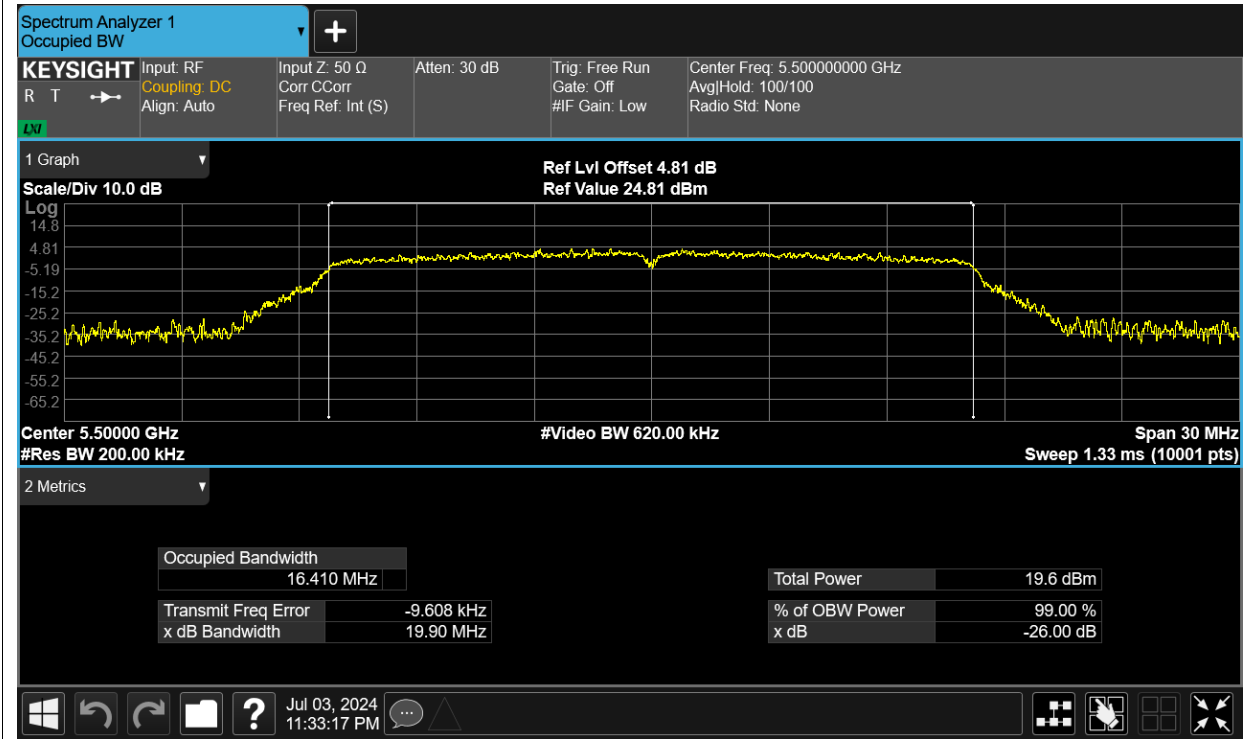 Spectrum Analyzer 1
Occupied BW
KEYSIGHT
R T
LXI
Input: RF
Coupling: DC
Align: Auto
Input Z: 50 Ω
Corr CCorr
Freq Ref: Int (S)
Atten: 30 dB
Trig: Free Run
Gate: Off
#IF Gain: Low
Center Freq: 5.500000000 GHz
Avg|Hold: 100/100
Radio Std: None
1 Graph
Ref Lvl Offset 4.81 dB
Scale/Div 10.0 dB
Ref Value 24.81 dBm
Log
14.8
4.81
-5.19
-15.2
-25.2
-35.2
-45.2
-55.2
-65.2
Center 5.50000 GHz
#Video BW 620.00 kHz
Span 30 MHz
#Res BW 200.00 kHz
Sweep 1.33 ms (10001 pts)
2 Metrics
Occupied Bandwidth
16.410 MHz
Total Power 19.6 dBm
Transmit Freq Error -9.608 kHz
% of OBW Power 99.00 %
x dB Bandwidth 19.90 MHz
x dB -26.00 dB
?
Jul 03, 2024
11:33:17 PM